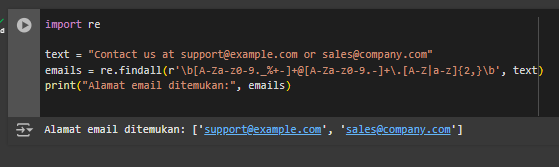 import re
text = "Contact us at support@example.com or sales@company.com"
emails = re.findall(r'\b[A-Za-z0-9._%+-]+@[A-Za-z0-9.-]+\.[A-Z|a-z]{2,}\b', text)
print("Alamat email ditemukan:", emails)
Alamat email ditemukan: ['support@example.com', 'sales@company.com']